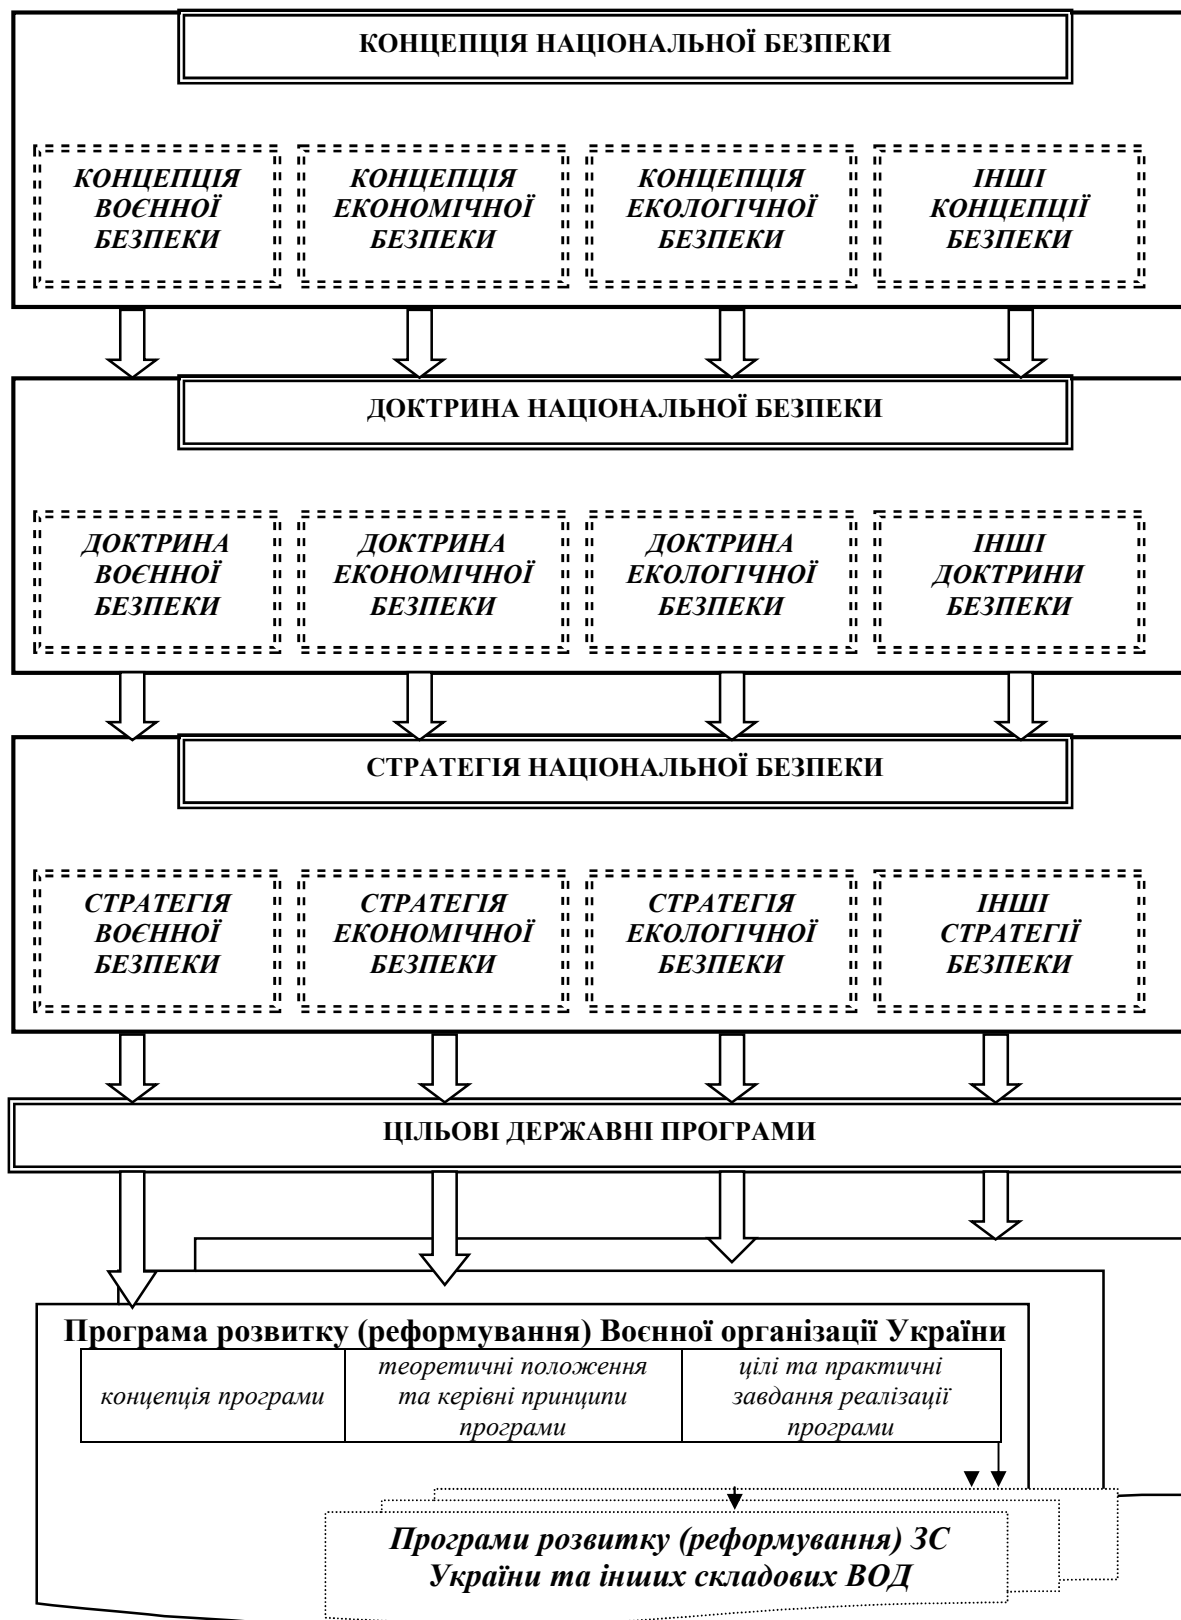 КОНЦЕПЦІЯ НАЦІОНАЛЬНОЇ БЕЗПЕКИ
КОНЦЕПЦІЯ
ВОЄННОЇ
БЕЗПЕКИ
КОНЦЕПЦІЯ
ЕКОНОМІЧНОЇ
БЕЗПЕКИ
КОНЦЕПЦІЯ
ЕКОЛОГІЧНОЇ
БЕЗПЕКИ
ІНШІ
КОНЦЕПЦІЇ
БЕЗПЕКИ
ДОКТРИНА НАЦІОНАЛЬНОЇ БЕЗПЕКИ
ДОКТРИНА
ВОЄННОЇ
БЕЗПЕКИ
ДОКТРИНА
ЕКОНОМІЧНОЇ
БЕЗПЕКИ
ДОКТРИНА
ЕКОЛОГІЧНОЇ
БЕЗПЕКИ
ІНШІ
ДОКТРИНИ
БЕЗПЕКИ
СТРАТЕГІЯ НАЦІОНАЛЬНОЇ БЕЗПЕКИ
СТРАТЕГІЯ
ВОЄННОЇ
БЕЗПЕКИ
СТРАТЕГІЯ
ЕКОНОМІЧНОЇ
БЕЗПЕКИ
СТРАТЕГІЯ
ЕКОЛОГІЧНОЇ
БЕЗПЕКИ
ІНШІ
СТРАТЕГІЇ
БЕЗПЕКИ
ЦІЛЬОВІ ДЕРЖАВНІ ПРОГРАМИ
Програма розвитку (реформування) Воєнної організації України
концепція програми
теоретичні положення
та керівні принципи
програми
цілі та практичні
завдання реалізації
програми
Програми розвитку (реформування) ЗС
України та інших складових ВОД